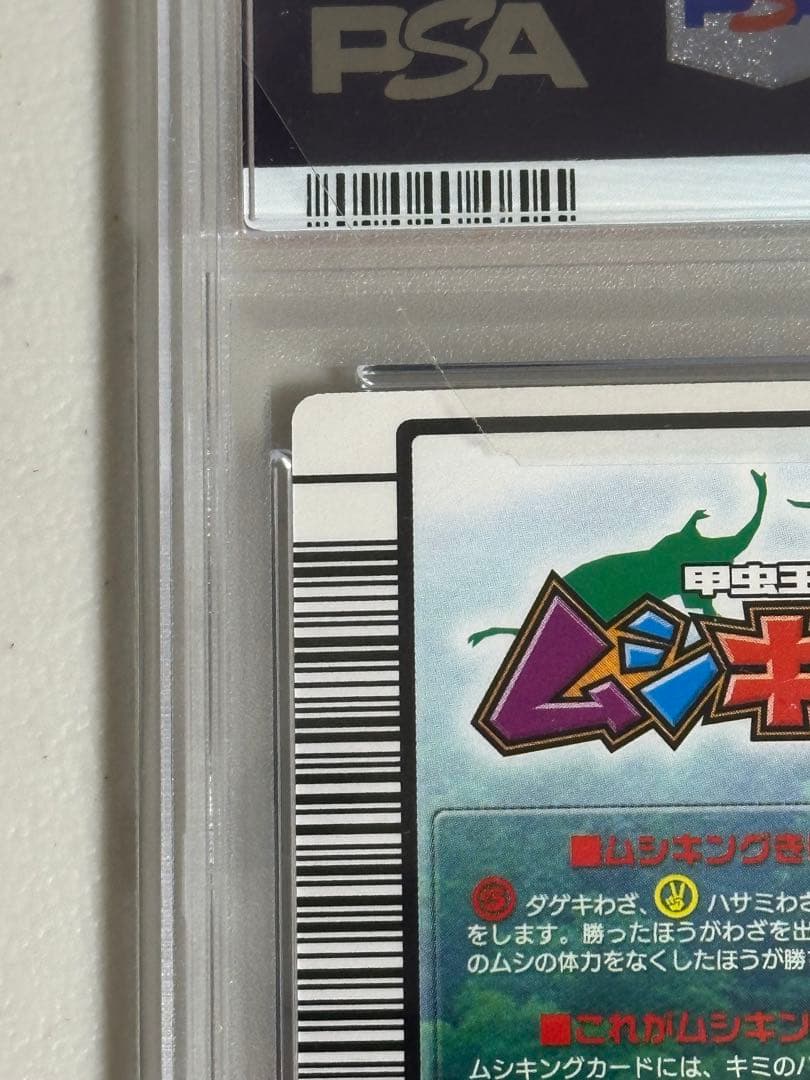 PSA
PSA
甲虫王
ムシキ
■ムシキングき
ダゲキわざ、 ハサミわざ
をします。勝ったほうがわざを出
のムシの体力をなくしたほうが勝
■これがムシキン
ムシキングカードには、キミの